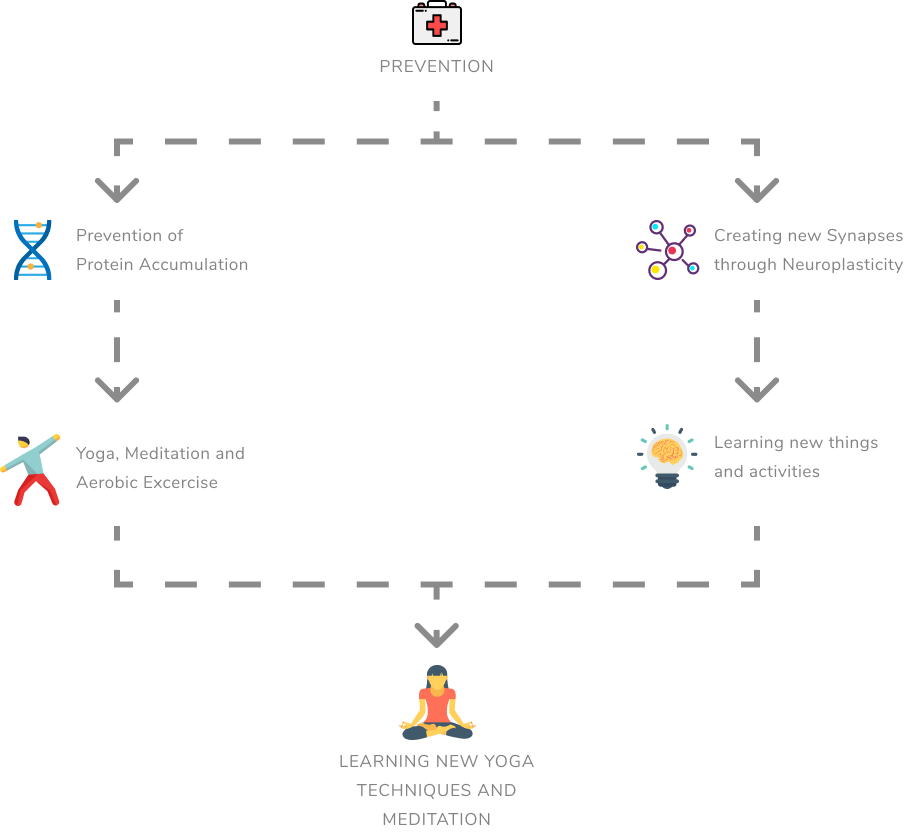 PREVENTION
Prevention of
Protein Accumulation
Creating new Synapses
through Neuroplasticity
Yoga, Meditation and
Aerobic Excercise
Learning new things
and activities
LEARNING NEW YOGA
TECHNIQUES AND
MEDITATION